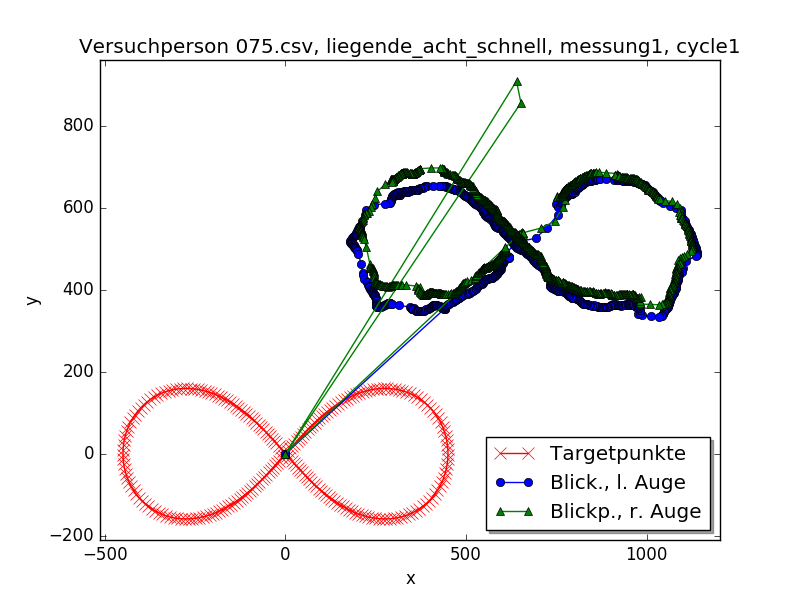 Versuchperson 075.csv, liegende_acht_schnell, messung1, cycle1
y
800
600
400
200
0
−200
−500
0
500
1000
x
Targetpunkte
Blick., l. Auge
Blickp., r. Auge